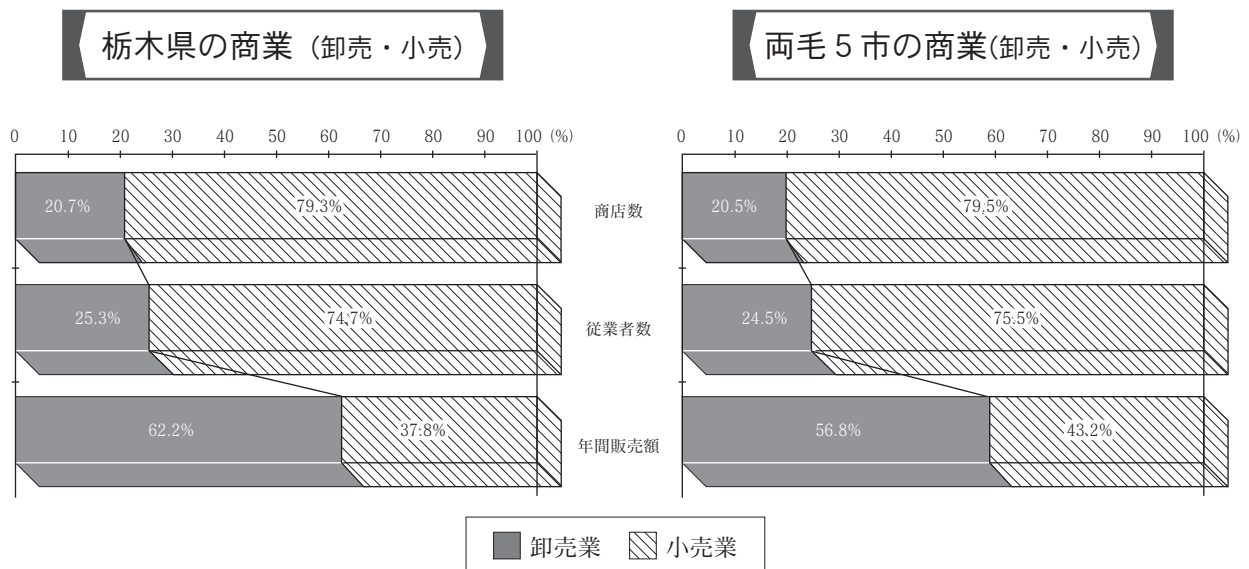 栃木県の商業 (卸売・小売)
0 10 20 30 40 50 60 70 80 90 100 (%)
20.7% 79.3%
25.3% 74.7%
62.2% 37.8%
商店数
従業者数
年間販売額
両毛5市の商業(卸売・小売)
0 10 20 30 40 50 60 70 80 90 100 (%)
20.5% 79.5%
24.5% 75.5%
56.8% 43.2%
卸売業 小売業